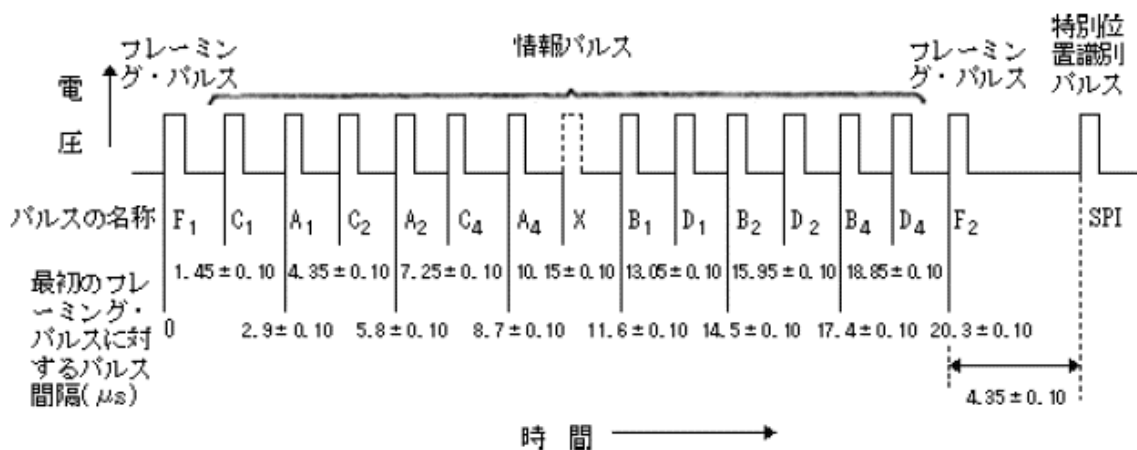 電圧
フレーミン
グ・パルス
情報パルス
フレーミン
グ・パルス
特別位
置識別
パルス
パルスの名称
F1 C1 A1 C2 A2 C4 A4 X B1 D1 B2 D2 B4 D4 F2 SPI
最初のフレ
ーミング・
パルスに対
するパルス
間隔(μs)
1.45±0.10 4.35±0.10 7.25±0.10 10.15±0.10 13.05±0.10 15.95±0.10 18.85±0.10
0 2.9±0.10 5.8±0.10 8.7±0.10 11.6±0.10 14.5±0.10 17.4±0.10 20.3±0.10
4.35±0.10
時間